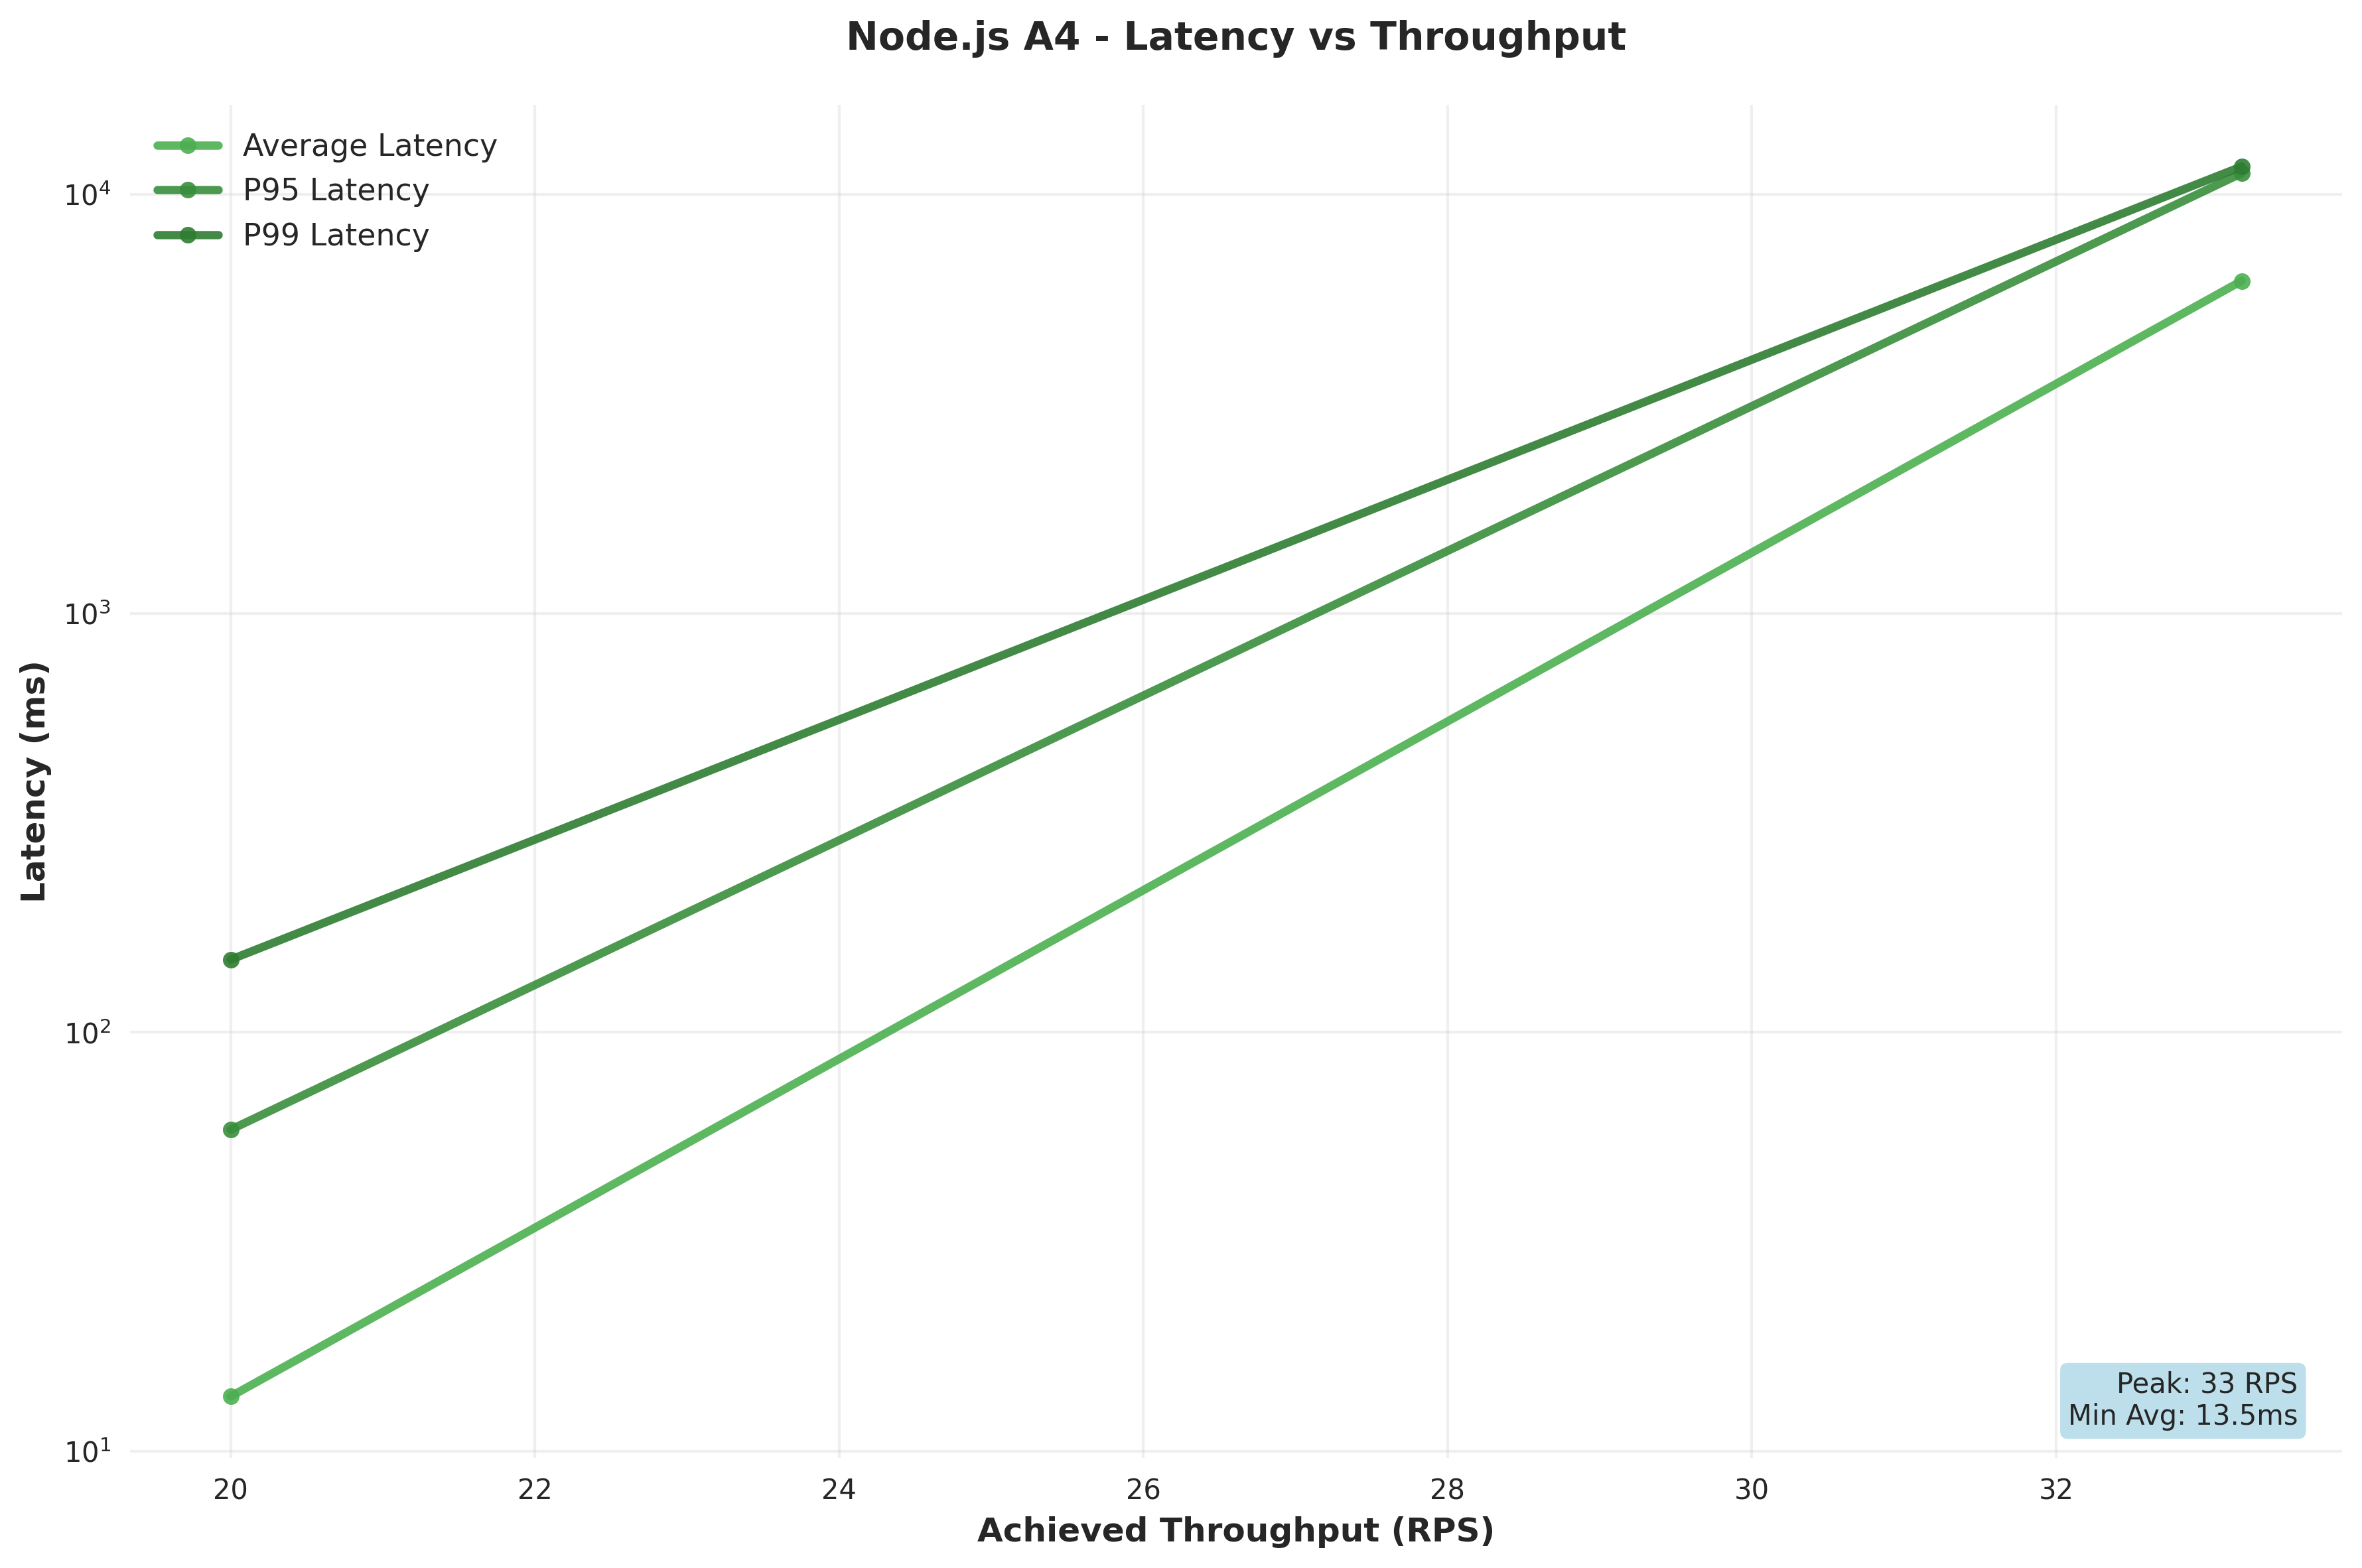 Node.js A4 - Latency vs Throughput
Average Latency
P95 Latency
P99 Latency
10⁴
10³
10²
10¹
Latency (ms)
20 22 24 26 28 30 32
Achieved Throughput (RPS)
Peak: 33 RPS
Min Avg: 13.5ms